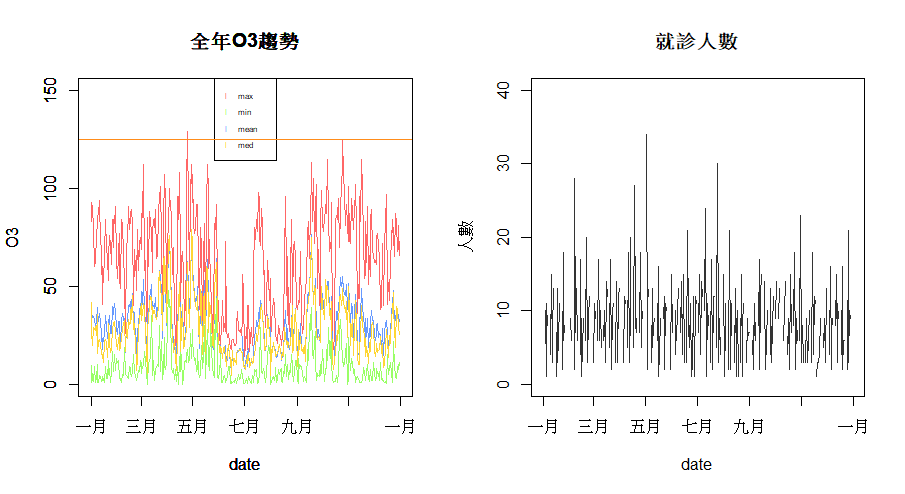 全年O3趨勢
O3
150
100
50
0
max
min
mean
med
一月 三月 五月 七月 九月 一月
date
就診人數
人數
40
30
20
10
0
一月 三月 五月 七月 九月 一月
date